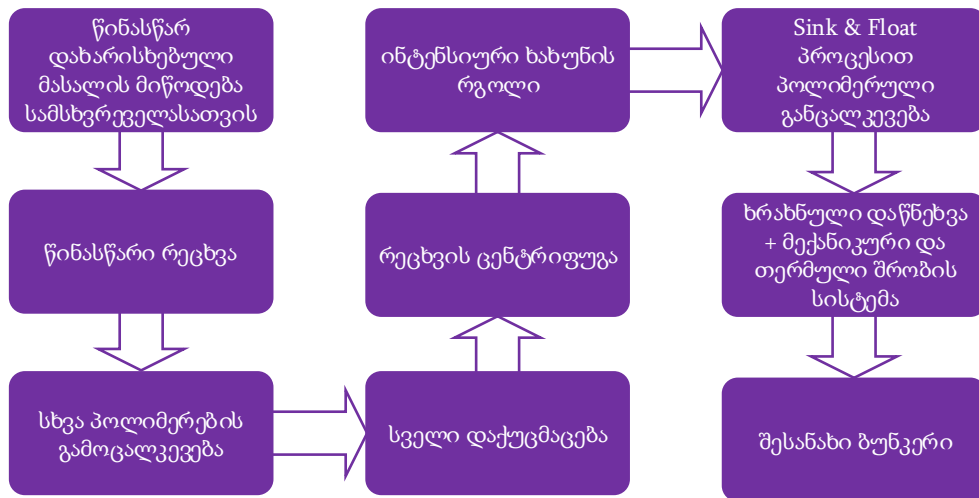 წინასწარ
დახარისხებული
მასალის მიწოდება
სამსხვრეველასათვის
წინასწარი რეცხვა
სხვა პოლიმერების
გამოცალკევება
სველი დაქუცმაცება
რეცხვის ცენტრიფუგა
ინტენსიური ხახუნის
რგოლი
Sink & Float
პროცესით
პოლიმერული
განცალკევება
ხრახნული დაწნეხვა
+ მექანიკური და
თერმული შრობის
სისტემა
შესანახი ბუნკერი